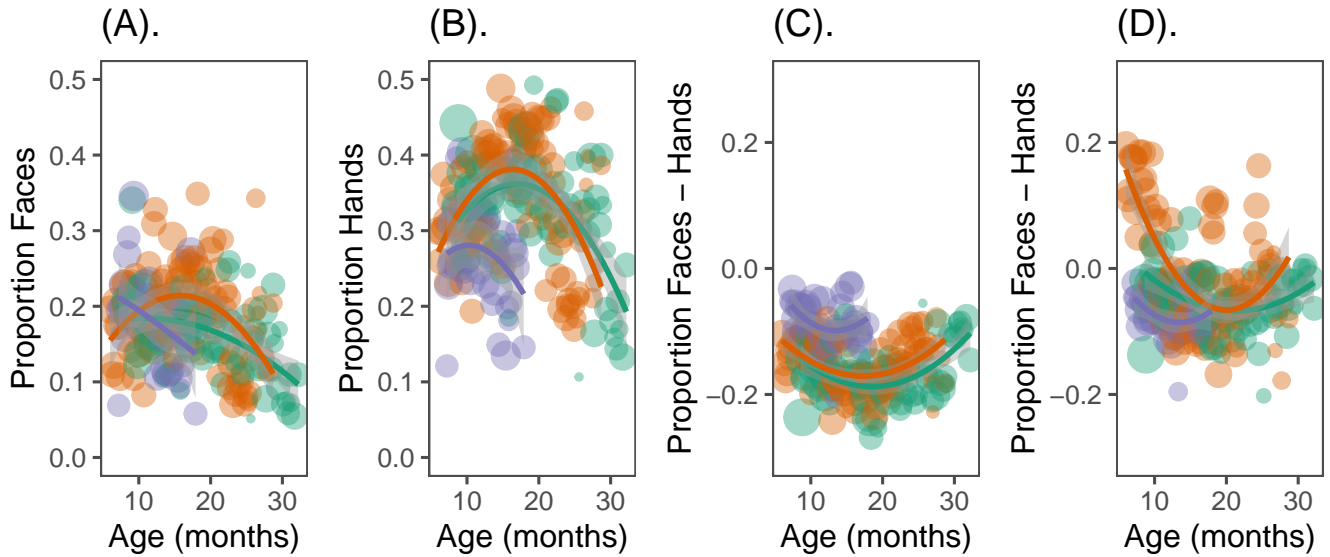 (A).
Proportion Faces
0.5
0.4
0.3
0.2
0.1
0.0
10 20 30
Age (months)
(B).
Proportion Hands
0.5
0.4
0.3
0.2
0.1
0.0
10 20 30
Age (months)
(C).
Proportion Faces − Hands
0.2
0.0
−0.2
10 20 30
Age (months)
(D).
Proportion Faces − Hands
0.2
0.0
−0.2
10 20 30
Age (months)